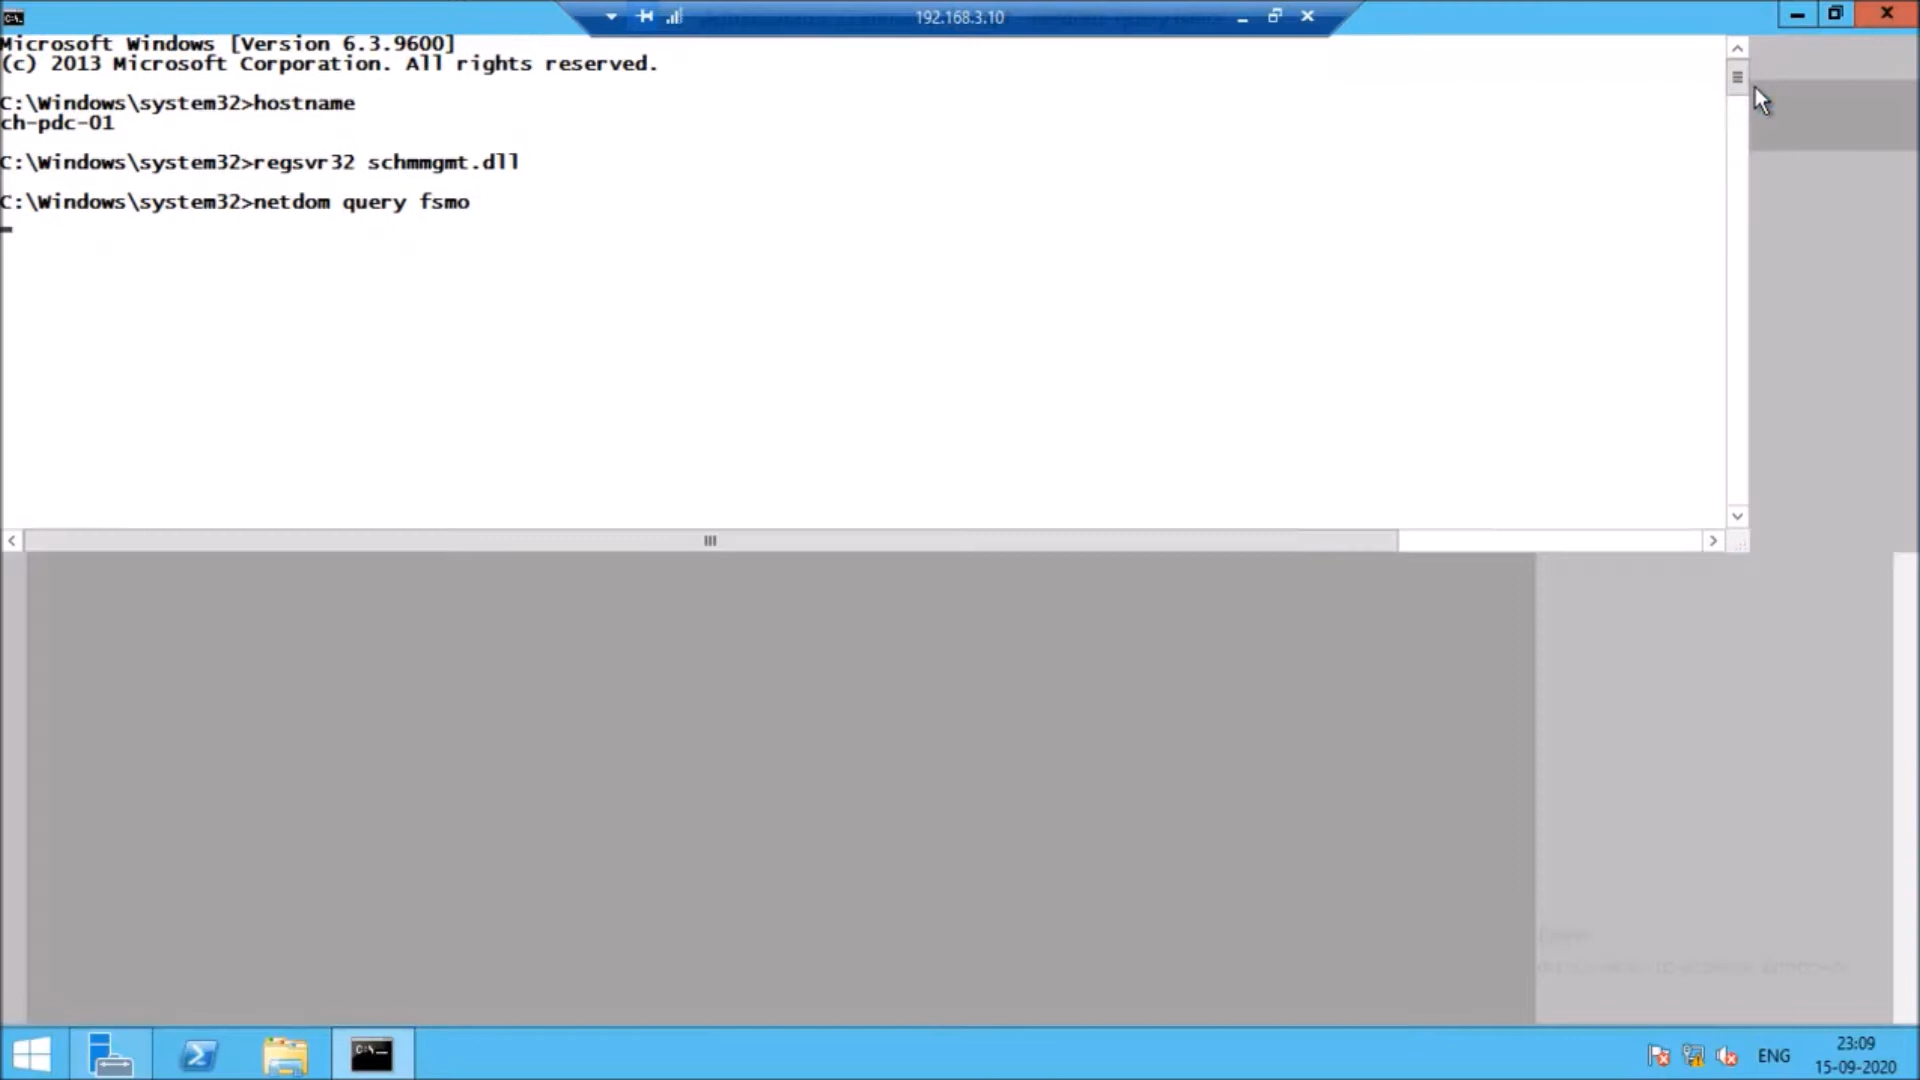 192.168.3.10
Microsoft Windows [Version 6.3.9600]
(c) 2013 Microsoft Corporation. All rights reserved.
C:\Windows\system32>hostname
ch-pdc-01
C:\Windows\system32>regsvr32 schmmgmt.dll
C:\Windows\system32>netdom query fsmo
ENG
23:09
15-09-2020